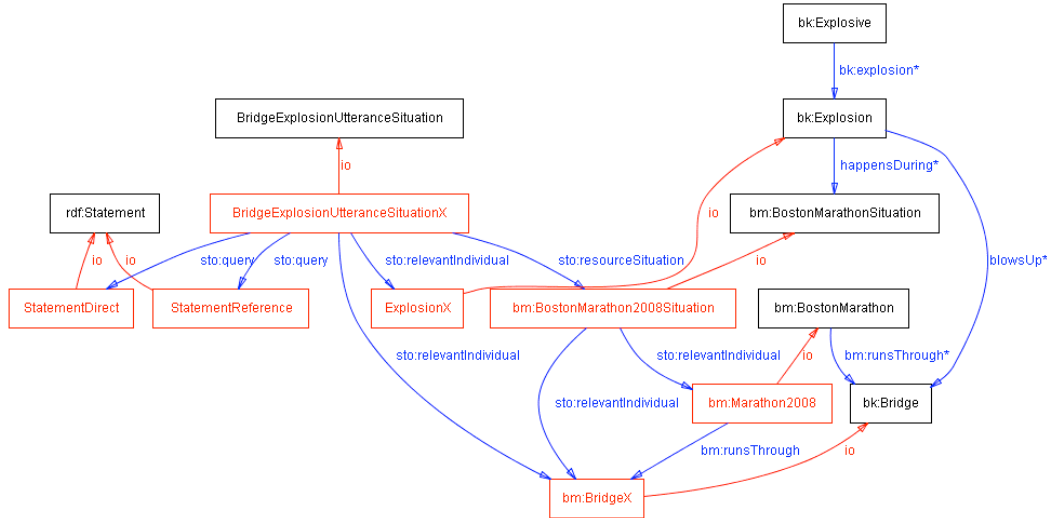 bk:Explosive
bk:explosion*
BridgeExplosionUtteranceSituation
bk:Explosion
io
happensDuring*
rdf:Statement
BridgeExplosionUtteranceSituationX
io
bm:BostonMarathonSituation
io
io
sto:query
sto:query
sto:relevantIndividual
sto:resourceSituation
io
blowsUp*
StatementDirect
StatementReference
ExplosionX
bm:BostonMarathon2008Situation
bm:BostonMarathon
sto:relevantIndividual
sto:relevantIndividual
io
bm:runsThrough*
sto:relevantIndividual
bm:Marathon2008
bk:Bridge
bm:runsThrough
io
bm:BridgeX